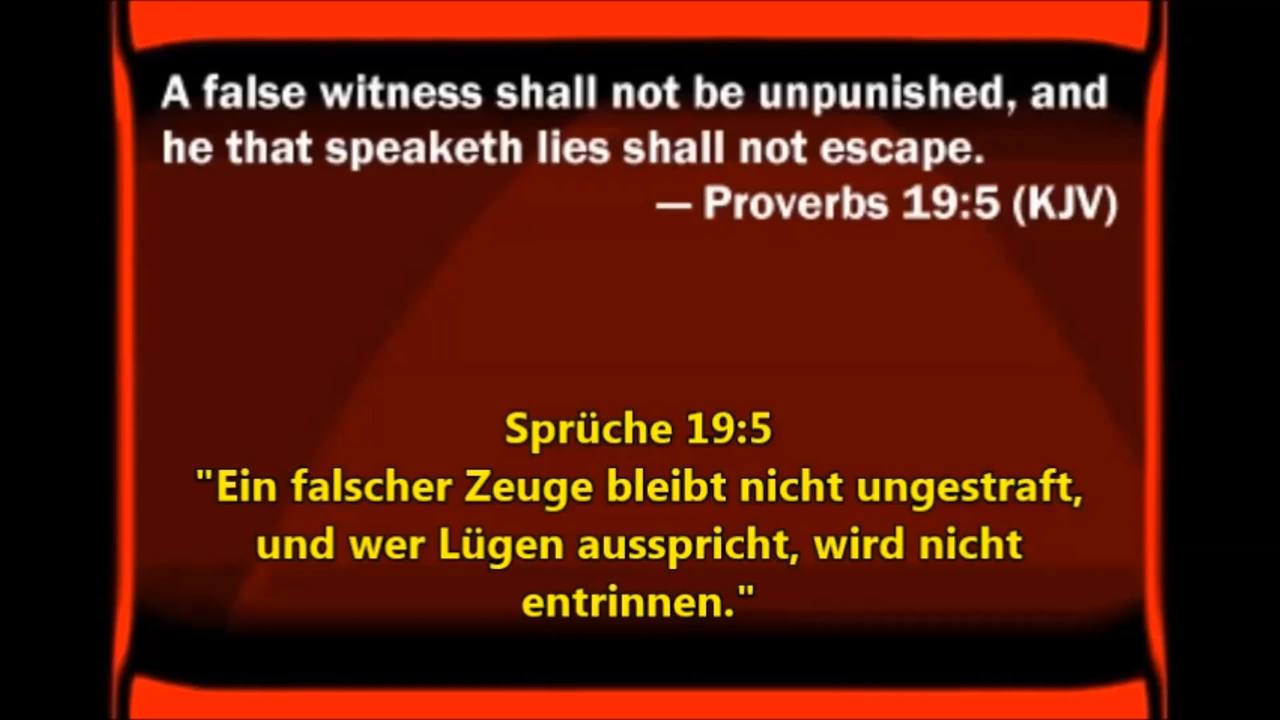 A false witness shall not be unpunished, and
he that speaketh lies shall not escape.
— Proverbs 19:5 (KJV)
Sprüche 19:5
"Ein falscher Zeuge bleibt nicht ungestraft,
und wer Lügen ausspricht, wird nicht
entrinnen."